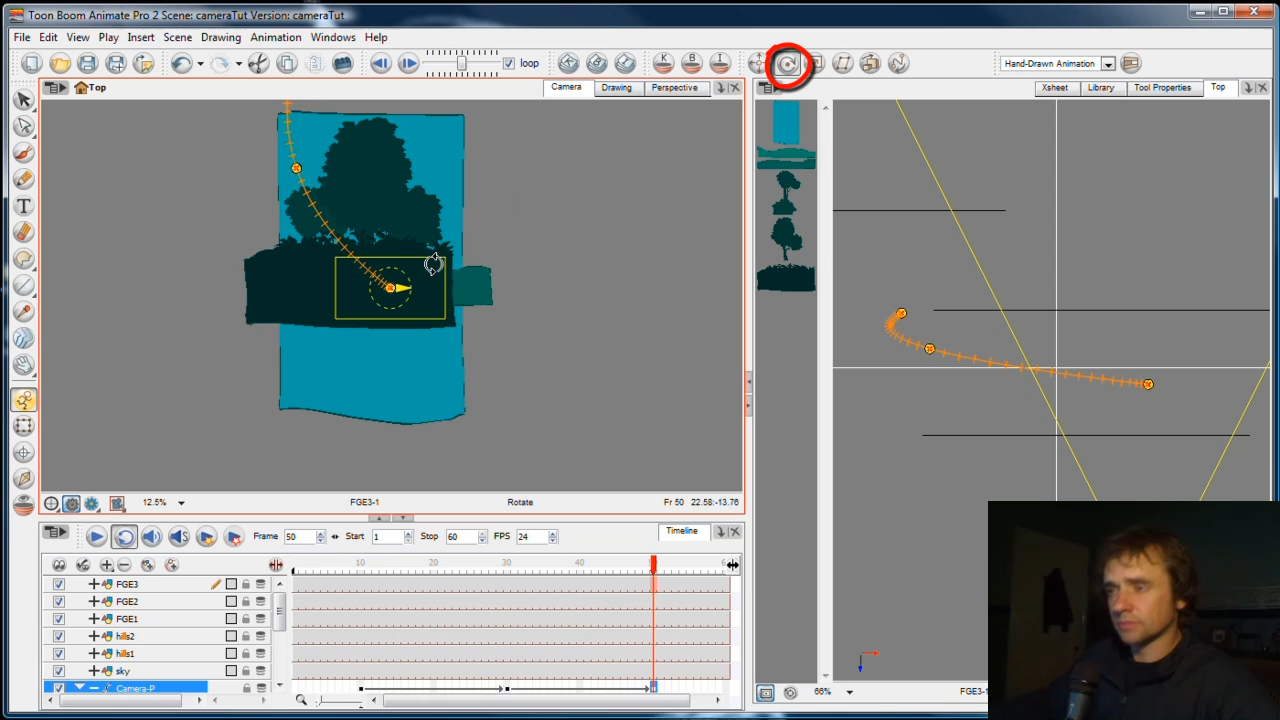 Toon Boom Animate Pro 2 Scene: cameraTut Version: cameraTut
File Edit View Play Insert Scene Drawing Animation Windows Help
loop K B I Hand-Drawn Animation
Top Camera Drawing Perspective Xsheet Library Tool Properties Top
T
12.5% FGE3-1 Rotate Fr 50 22.58:-13.76
66% FGE3-1
Timeline
Frame 50 Start 1 Stop 60 FPS 24
10 20 30 40
FGE3
FGE2
FGE1
hills2
hills1
sky
Camera-P